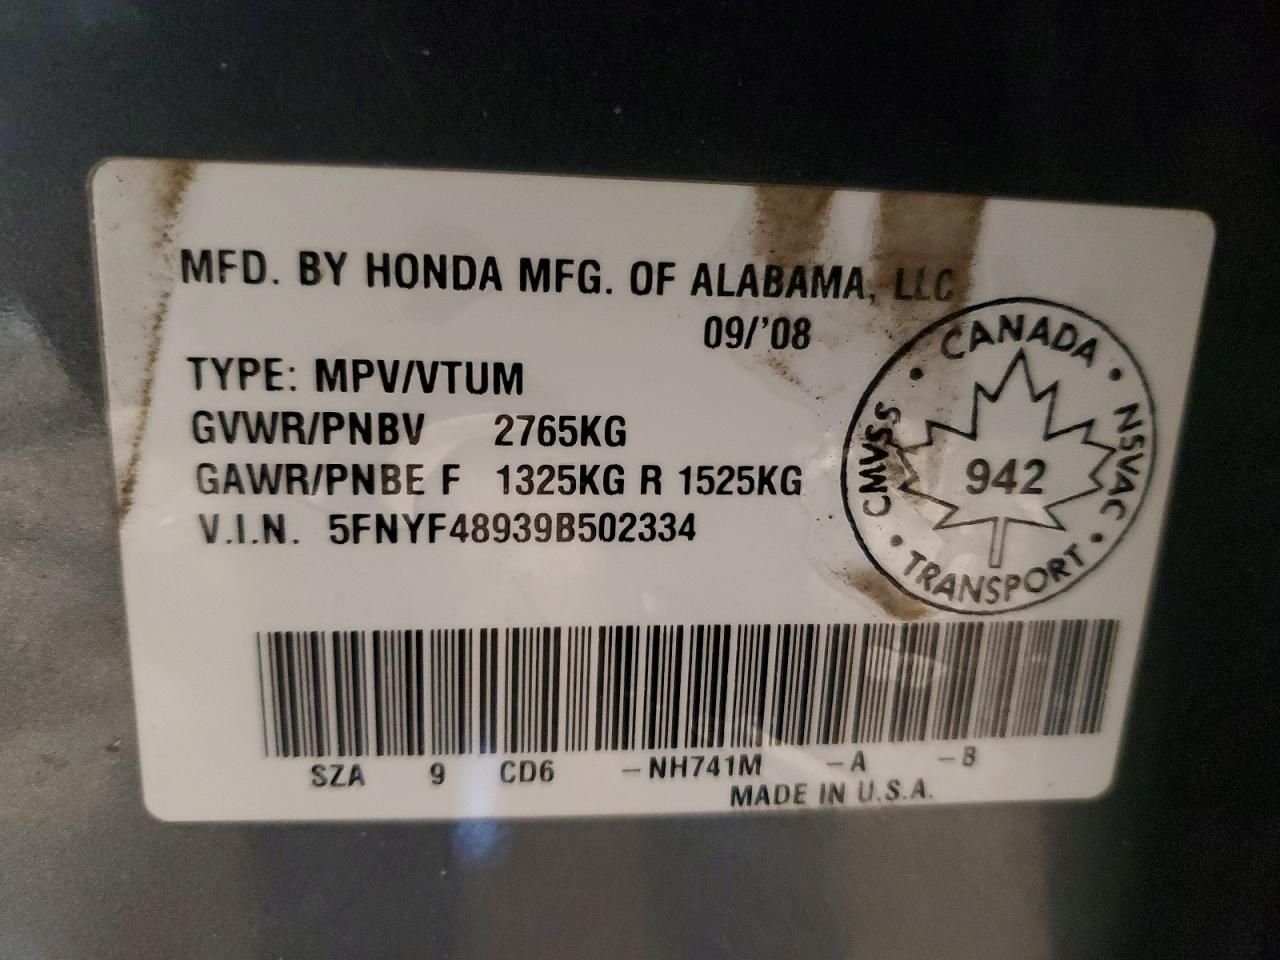 MFD. BY HONDA MFG. OF ALABAMA, LLC
09/'08
TYPE: MPV/VTUM
GVWR/PNBV 2765KG
GAWR/PNBE F 1325KG R 1525KG
V.I.N. 5FNYF48939B502334
CANADA
CMVSS
942
NSVAC
TRANSPORT
SZA 9 CD6 -NH741M -A -B
MADE IN U.S.A.